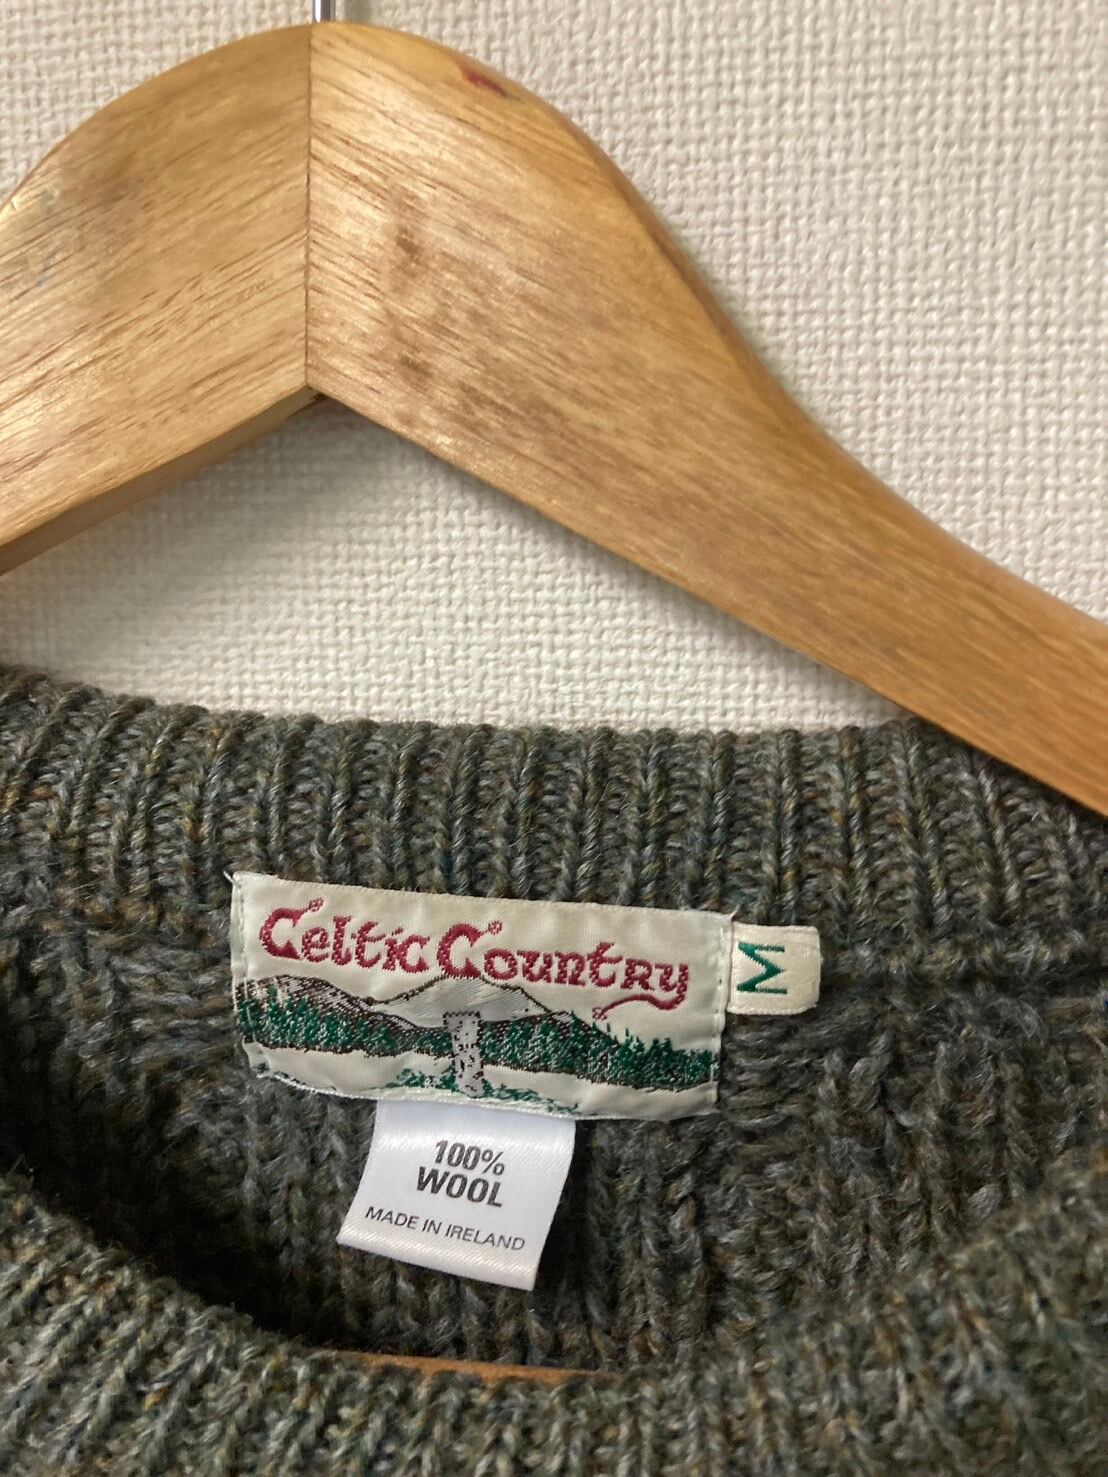 Celtic Country
M
100%
WOOL
MADE IN IRELAND